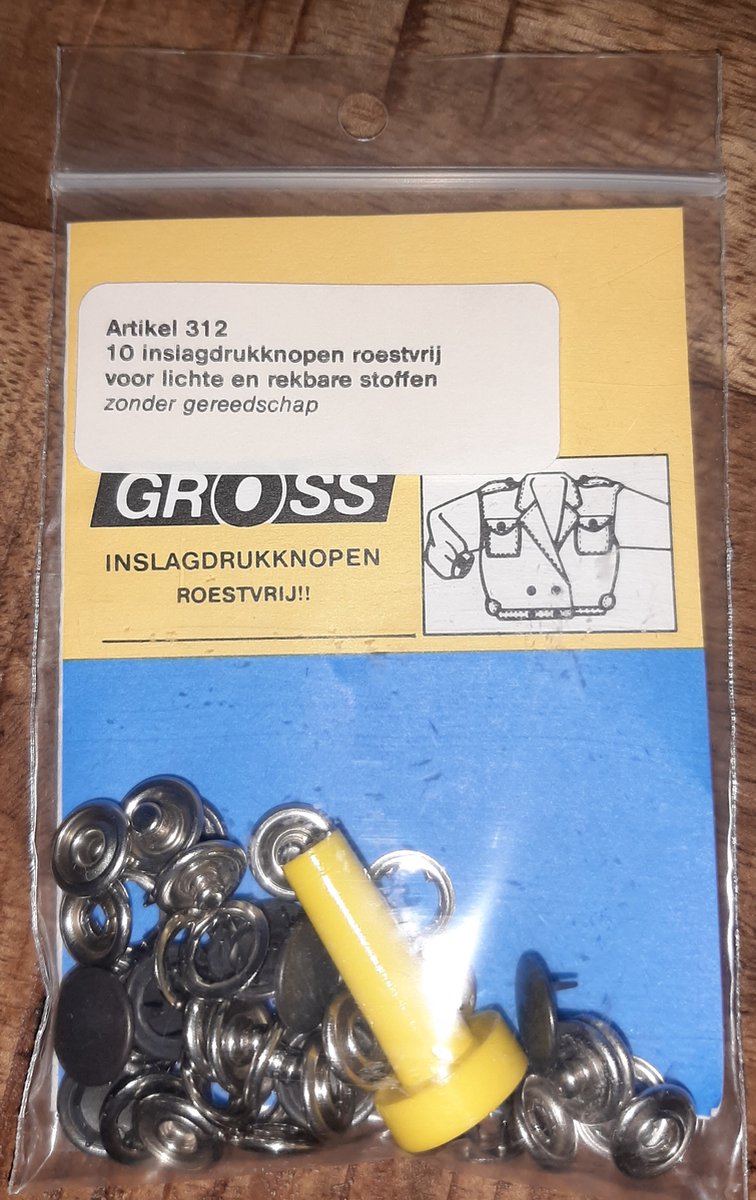 Artikel 312
10 inslagdrukknopen roestvrij
voor lichte en rekbare stoffen
zonder gereedschap
GROSS
INSLAGDRUKKNOPEN
ROESTVRIJ!!